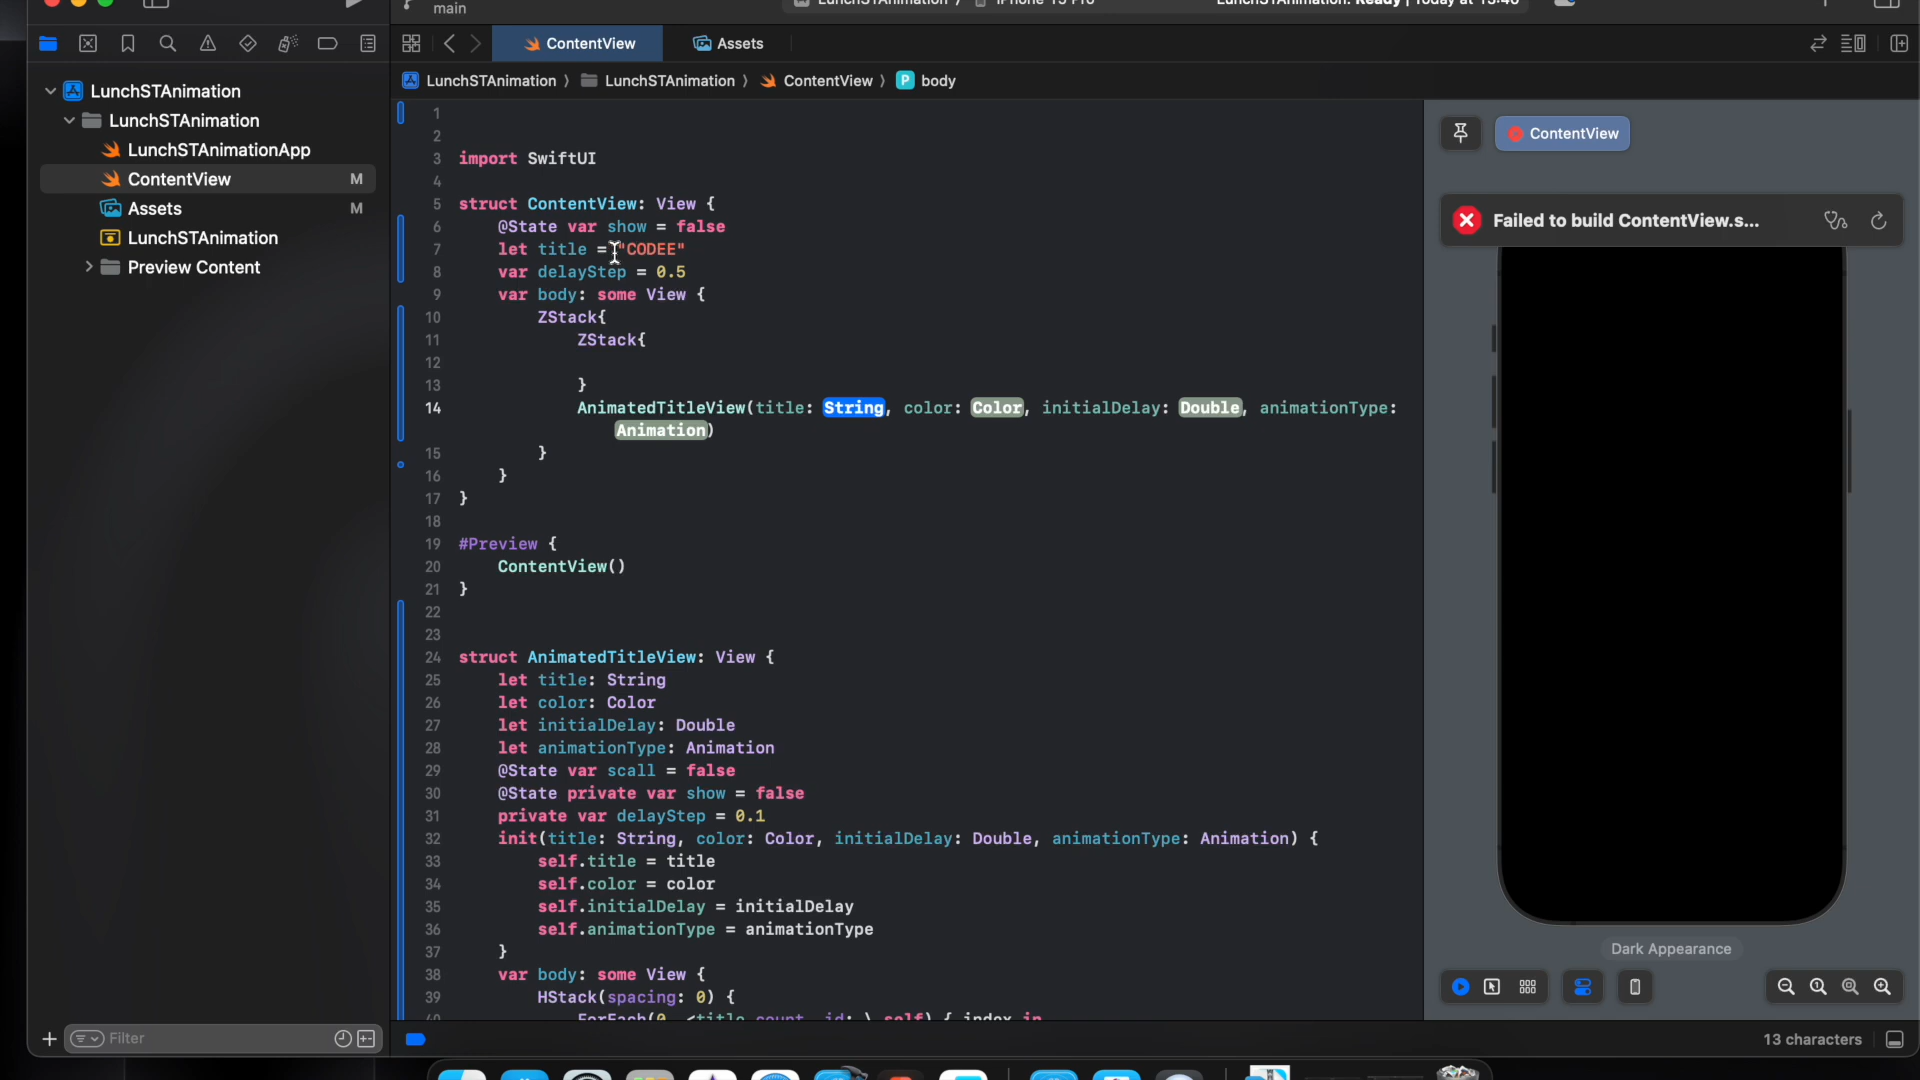 main
LunchSTAnimation
iPhone 15 Pro
LunchSTAnimation: Ready | Today at
ContentView
Assets
LunchSTAnimation
LunchSTAnimation
LunchSTAnimationApp
ContentView M
Assets M
LunchSTAnimation
Preview Content
Filter
LunchSTAnimation 〉 LunchSTAnimation 〉 ContentView 〉 P body
1
2
3 import SwiftUI
4
5 struct ContentView: View {
6 @State var show = false
7 let title = "CODEE"
8 var delayStep = 0.5
9 var body: some View {
10 ZStack{
11 ZStack{
12
13 }
14 AnimatedTitleView(title: String, color: Color, initialDelay: Double, animationType:
Animation)
15 }
16 }
17 }
18
19 #Preview {
20 ContentView()
21 }
22
23
24 struct AnimatedTitleView: View {
25 let title: String
26 let color: Color
27 let initialDelay: Double
28 let animationType: Animation
29 @State var scall = false
30 @State private var show = false
31 private var delayStep = 0.1
32 init(title: String, color: Color, initialDelay: Double, animationType: Animation) {
33 self.title = title
34 self.color = color
35 self.initialDelay = initialDelay
36 self.animationType = animationType
37 }
38 var body: some View {
39 HStack(spacing: 0) {
40 ForEach(0..<title.count, id: \.self) { index in
ContentView
Failed to build ContentView.s...
Dark Appearance
13 characters